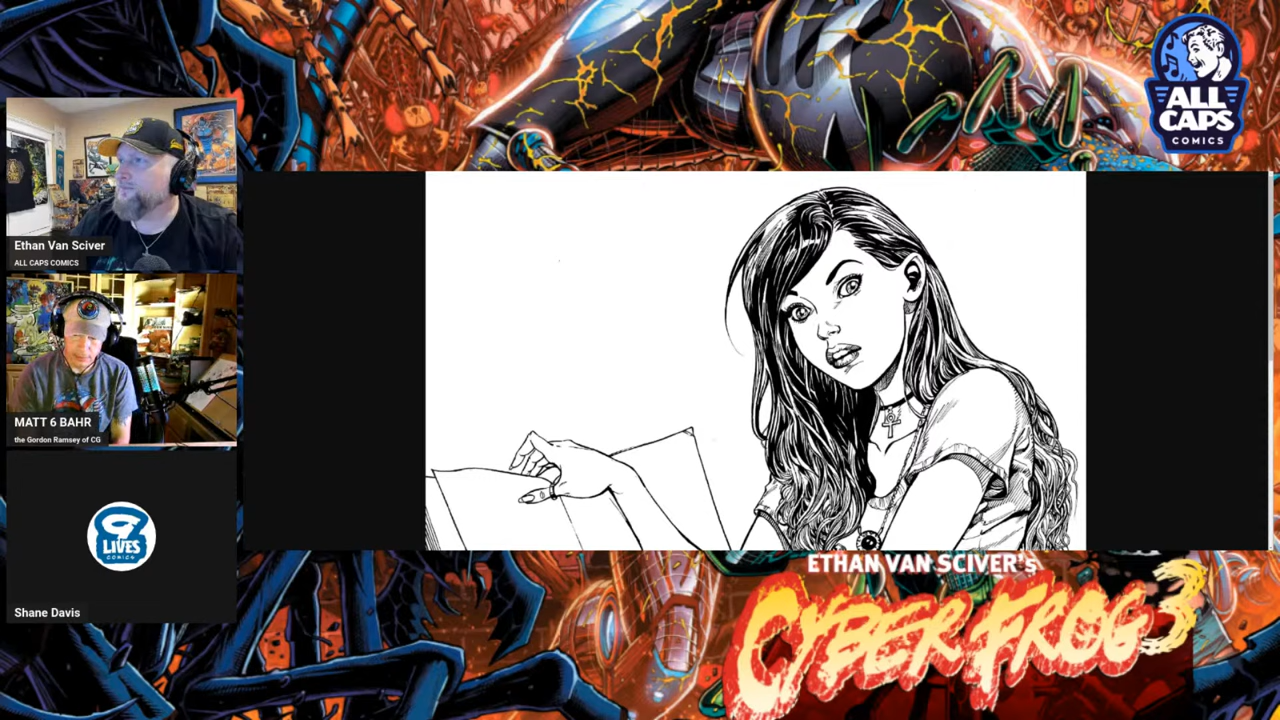 ALL
CAPS
COMICS
Ethan Van Sciver
ALL CAPS COMICS
MATT 6 BAHR
the Gordon Ramsey of CG
9
LIVES
COMICS
Shane Davis
ETHAN VAN SCIVER's
CYBERFROG 3